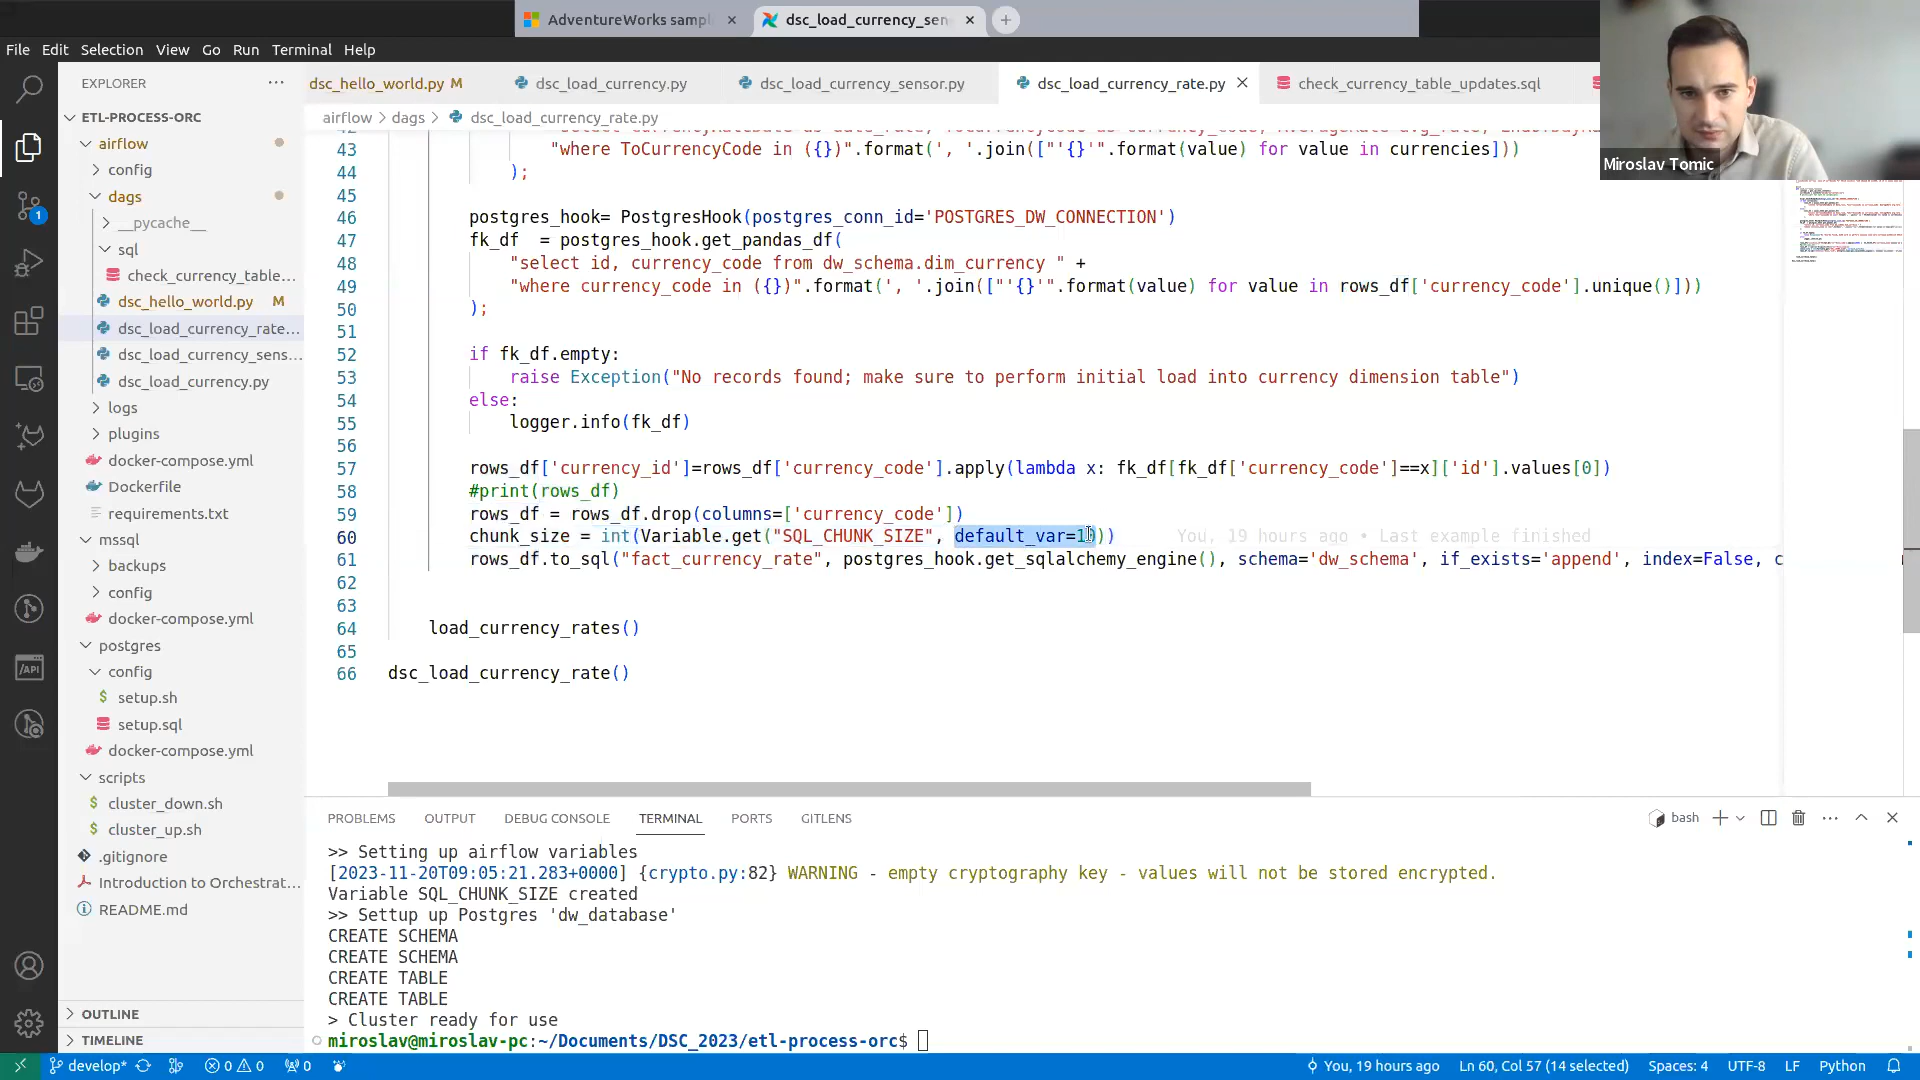 AdventureWorks sampl
dsc_load_currency_sen
File Edit Selection View Go Run Terminal Help
Miroslav Tomic
EXPLORER
dsc_hello_world.py M
dsc_load_currency.py
dsc_load_currency_sensor.py
dsc_load_currency_rate.py
check_currency_table_updates.sql
ETL-PROCESS-ORC
airflow
config
dags
__pycache__
sql
check_currency_table...
dsc_hello_world.py M
dsc_load_currency_rate...
dsc_load_currency_sens...
dsc_load_currency.py
logs
plugins
docker-compose.yml
Dockerfile
requirements.txt
mssql
backups
config
docker-compose.yml
postgres
config
setup.sh
setup.sql
docker-compose.yml
scripts
cluster_down.sh
cluster_up.sh
.gitignore
Introduction to Orchestrat...
README.md
OUTLINE
TIMELINE
airflow > dags > dsc_load_currency_rate.py
43 "where ToCurrencyCode in ({})".format(', '.join(["'{}'".format(value) for value in currencies]))
44 );
45
46 postgres_hook= PostgresHook(postgres_conn_id='POSTGRES_DW_CONNECTION')
47 fk_df  = postgres_hook.get_pandas_df(
48 "select id, currency_code from dw_schema.dim_currency " +
49 "where currency_code in ({})".format(', '.join(["'{}'".format(value) for value in rows_df['currency_code'].unique()]))
50 );
51
52 if fk_df.empty:
53 raise Exception("No records found; make sure to perform initial load into currency dimension table")
54 else:
55 logger.info(fk_df)
56
57 rows_df['currency_id']=rows_df['currency_code'].apply(lambda x: fk_df[fk_df['currency_code']==x]['id'].values[0])
58 #print(rows_df)
59 rows_df = rows_df.drop(columns=['currency_code'])
60 chunk_size = int(Variable.get("SQL_CHUNK_SIZE", default_var=10)) You, 19 hours ago • Last example finished
61 rows_df.to_sql("fact_currency_rate", postgres_hook.get_sqlalchemy_engine(), schema='dw_schema', if_exists='append', index=False, c
62
63
64 load_currency_rates()
65
66 dsc_load_currency_rate()
PROBLEMS OUTPUT DEBUG CONSOLE TERMINAL PORTS GITLENS
bash
>> Setting up airflow variables
[2023-11-20T09:05:21.283+0000] {crypto.py:82} WARNING - empty cryptography key - values will not be stored encrypted.
Variable SQL_CHUNK_SIZE created
>> Settup up Postgres 'dw_database'
CREATE SCHEMA
CREATE SCHEMA
CREATE TABLE
CREATE TABLE
> Cluster ready for use
miroslav@miroslav-pc:~/Documents/DSC_2023/etl-process-orc$
develop* 0 0 0 You, 19 hours ago Ln 60, Col 57 (14 selected) Spaces: 4 UTF-8 LF Python